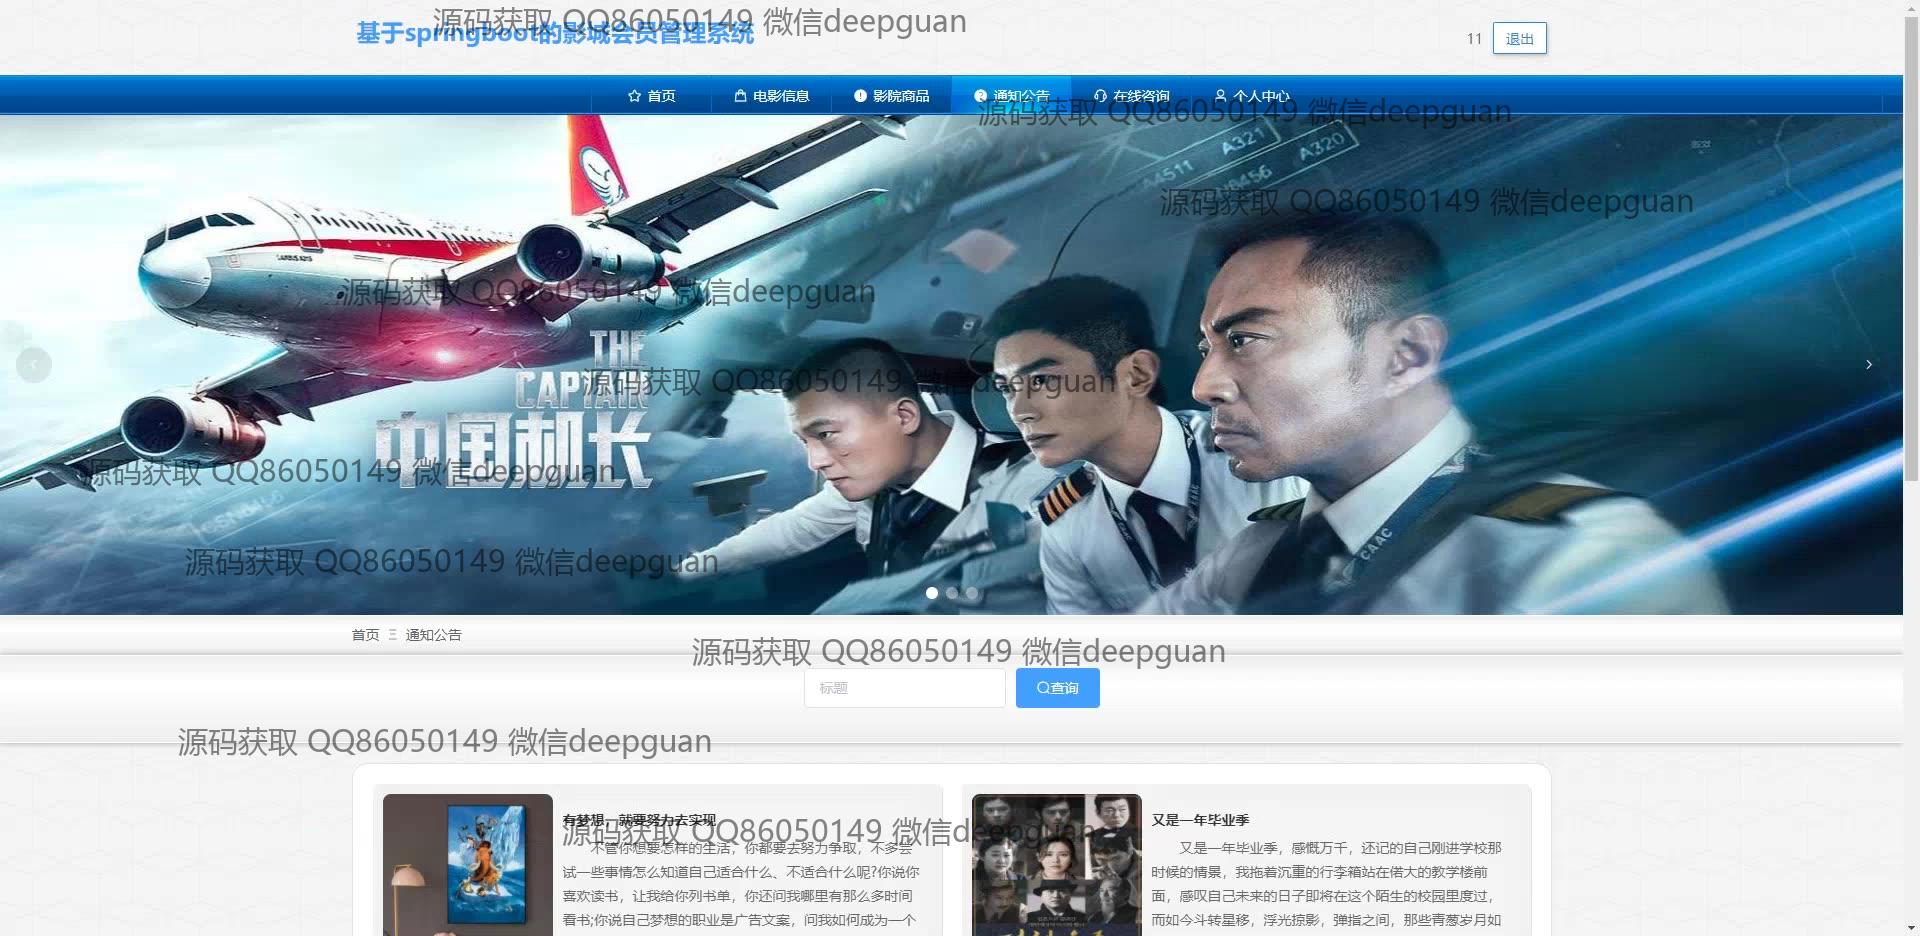 源码获取 QQ86050149 微信deepguan
基于springboot的影城会员管理系统
11 退出
首页 电影信息 影院商品 通知公告 在线咨询 个人中心
源码获取 QQ86050149 微信deepguan
A321
A320
A4511
源码获取 QQ86050149 微信deepguan
源码获取 QQ86050149 微信deepguan
THE
CAPTAIN
源码获取 QQ86050149 微信deepguan
中国机长
源码获取 QQ86050149 微信deepguan
CAAC
源码获取 QQ86050149 微信deepguan
首页 通知公告
源码获取 QQ86050149 微信deepguan
标题 查询
源码获取 QQ86050149 微信deepguan
有梦想，就要努力去实现
源码获取 QQ86050149 微信deepguan
不管你想要怎样的生活，你都要去努力争取，不多尝
试一些事情怎么知道自己适合什么、不适合什么呢?你说你
喜欢读书，让我给你列书单，你还问我哪里有那么多时间
看书;你说自己梦想的职业是广告文案，问我如何成为一个
又是一年毕业季
又是一年毕业季，感慨万千，还记的自己刚进学校那
时候的情景，我拖着沉重的行李箱站在偌大的教学楼前
面，感叹自己未来的日子即将在这个陌生的校园里度过，
而如今斗转星移，浮光掠影，弹指之间，那些青葱岁月如